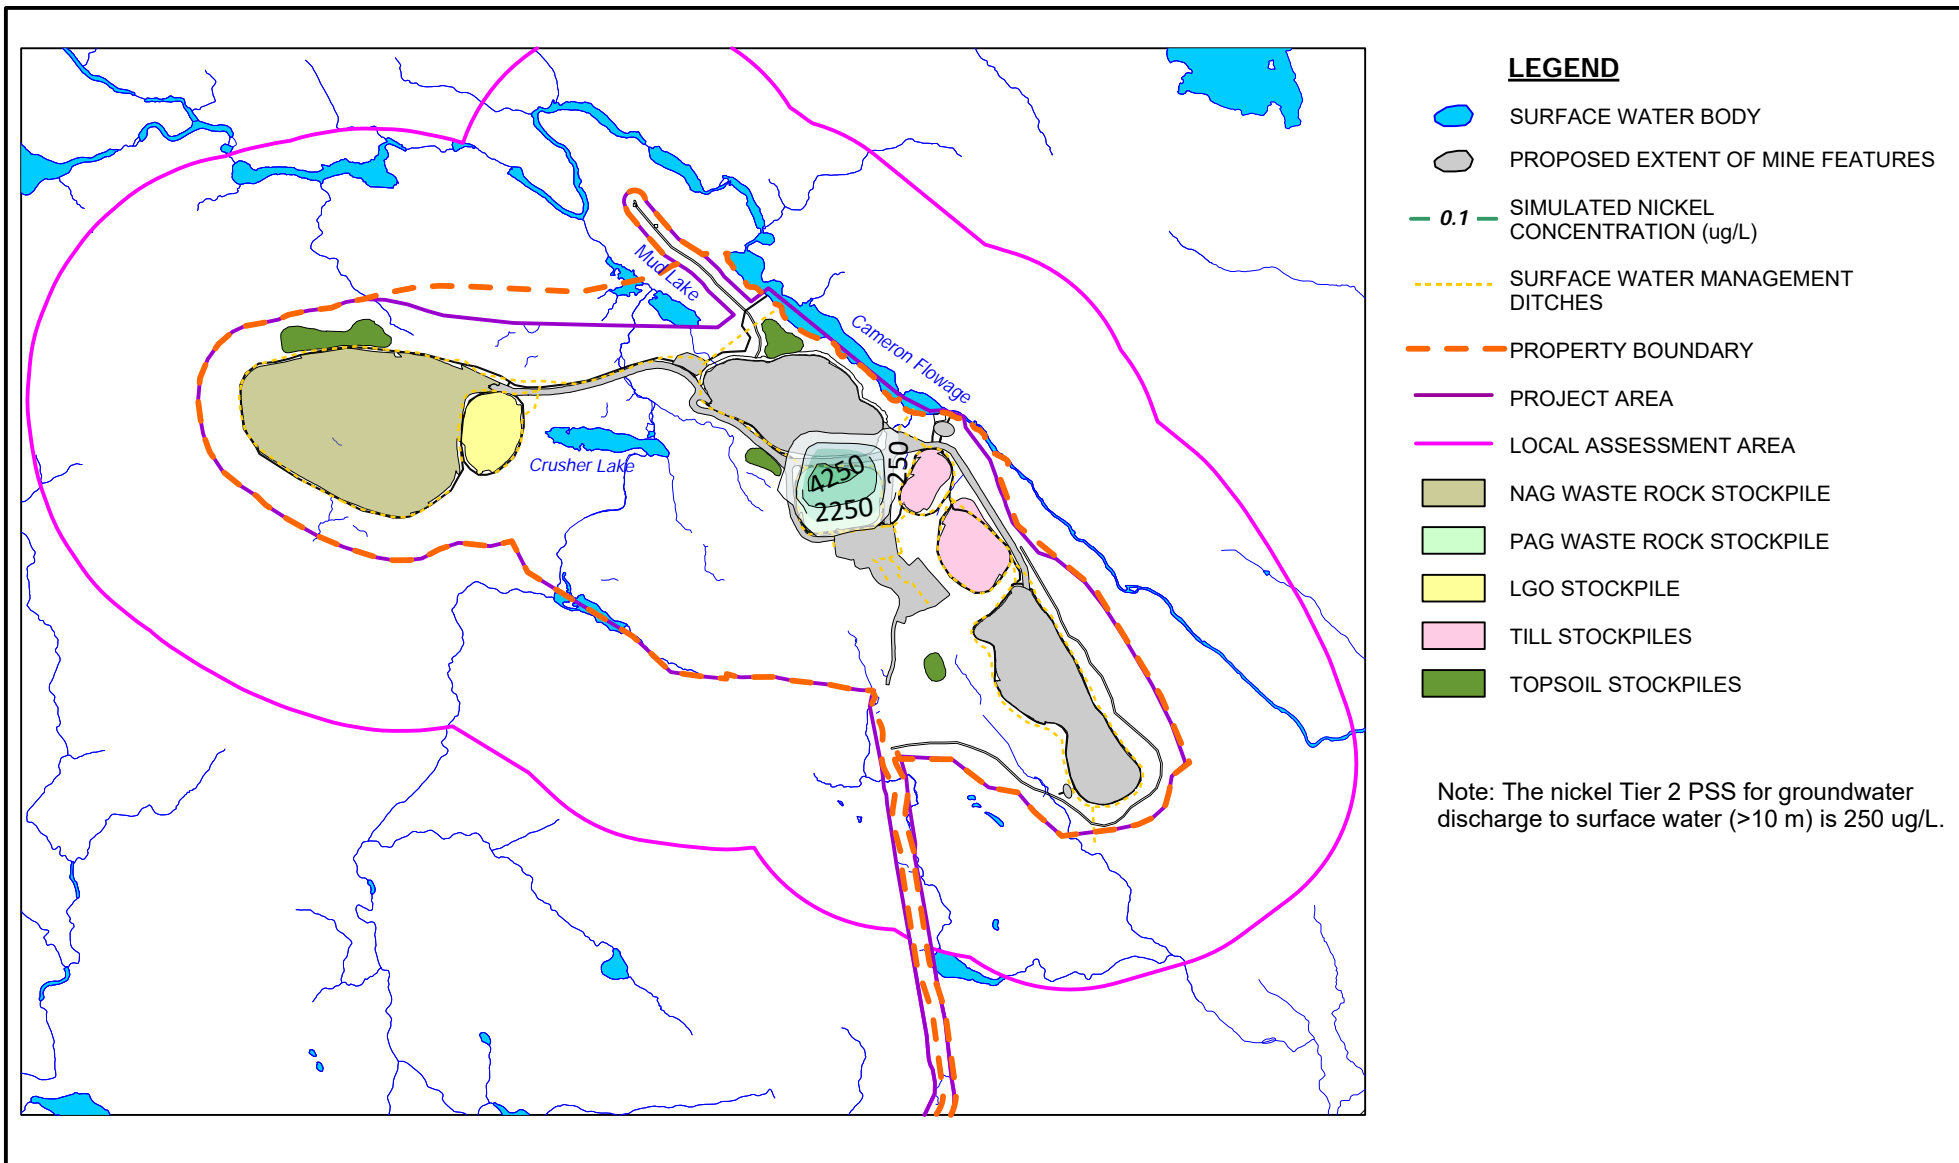 LEGEND
SURFACE WATER BODY
PROPOSED EXTENT OF MINE FEATURES
0.1
SIMULATED NICKEL
CONCENTRATION (ug/L)
SURFACE WATER MANAGEMENT
DITCHES
PROPERTY BOUNDARY
PROJECT AREA
LOCAL ASSESSMENT AREA
NAG WASTE ROCK STOCKPILE
PAG WASTE ROCK STOCKPILE
LGO STOCKPILE
TILL STOCKPILES
TOPSOIL STOCKPILES
Note: The nickel Tier 2 PSS for groundwater
discharge to surface water (>10 m) is 250 ug/L.
Mud Lake
Cameron Flowage
Crusher Lake
4250
2250
250